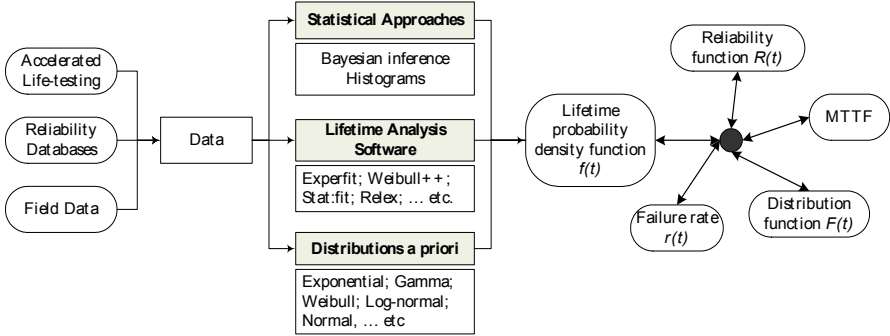 Accelerated
Life-testing
Reliability
Databases
Field Data
Data
Statistical Approaches
Bayesian inference
Histograms
Lifetime Analysis
Software
Experfit; Weibull++;
Stat:fit; Relex; … etc.
Distributions a priori
Exponential; Gamma;
Weibull; Log-normal;
Normal, … etc
Lifetime
probability
density function
f(t)
Reliability
function R(t)
MTTF
Distribution
function F(t)
Failure rate
r(t)